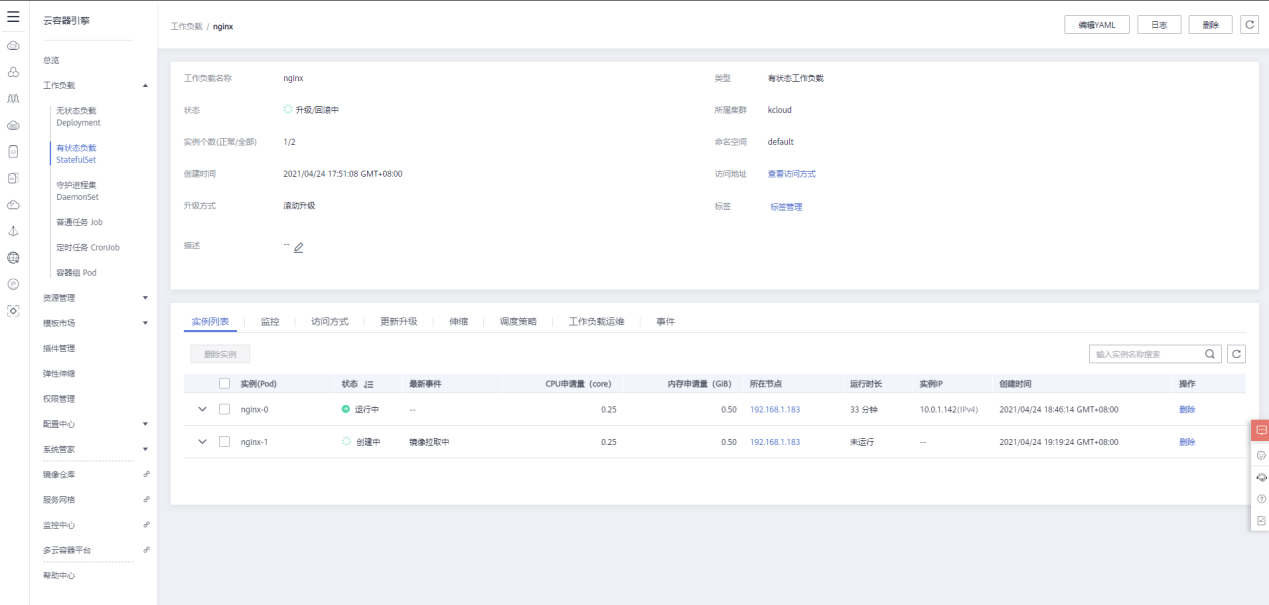 云容器引擎
总览
工作负载
无状态负载
Deployment
有状态负载
StatefulSet
守护进程集
DaemonSet
普通任务 Job
定时任务 CronJob
容器组 Pod
资源管理
模板市场
插件管理
弹性伸缩
权限管理
配置中心
系统管家
镜像仓库
服务网格
监控中心
多云容器平台
帮助中心
工作负载 / nginx
编辑YAML 日志 删除
工作负载名称 nginx 类型 有状态工作负载
状态 升级/回滚中 所属集群 kcloud
实例个数(正常/全部) 1/2 命名空间 default
创建时间 2021/04/24 17:51:08 GMT+08:00 访问地址 查看访问方式
升级方式 滚动升级 标签 标签管理
描述 --
实例列表 监控 访问方式 更新升级 伸缩 调度策略 工作负载运维 事件
删除实例 输入实例名称搜索
实例(Pod) 状态 最新事件 CPU申请量 (core) 内存申请量 (GiB) 所在节点 运行时长 实例IP 创建时间 操作
nginx-0 运行中 -- 0.25 0.50 192.168.1.183 33 分钟 10.0.1.142(IPv4) 2021/04/24 18:46:14 GMT+08:00 删除
nginx-1 创建中 镜像拉取中 0.25 0.50 192.168.1.183 未运行 -- 2021/04/24 19:19:24 GMT+08:00 删除